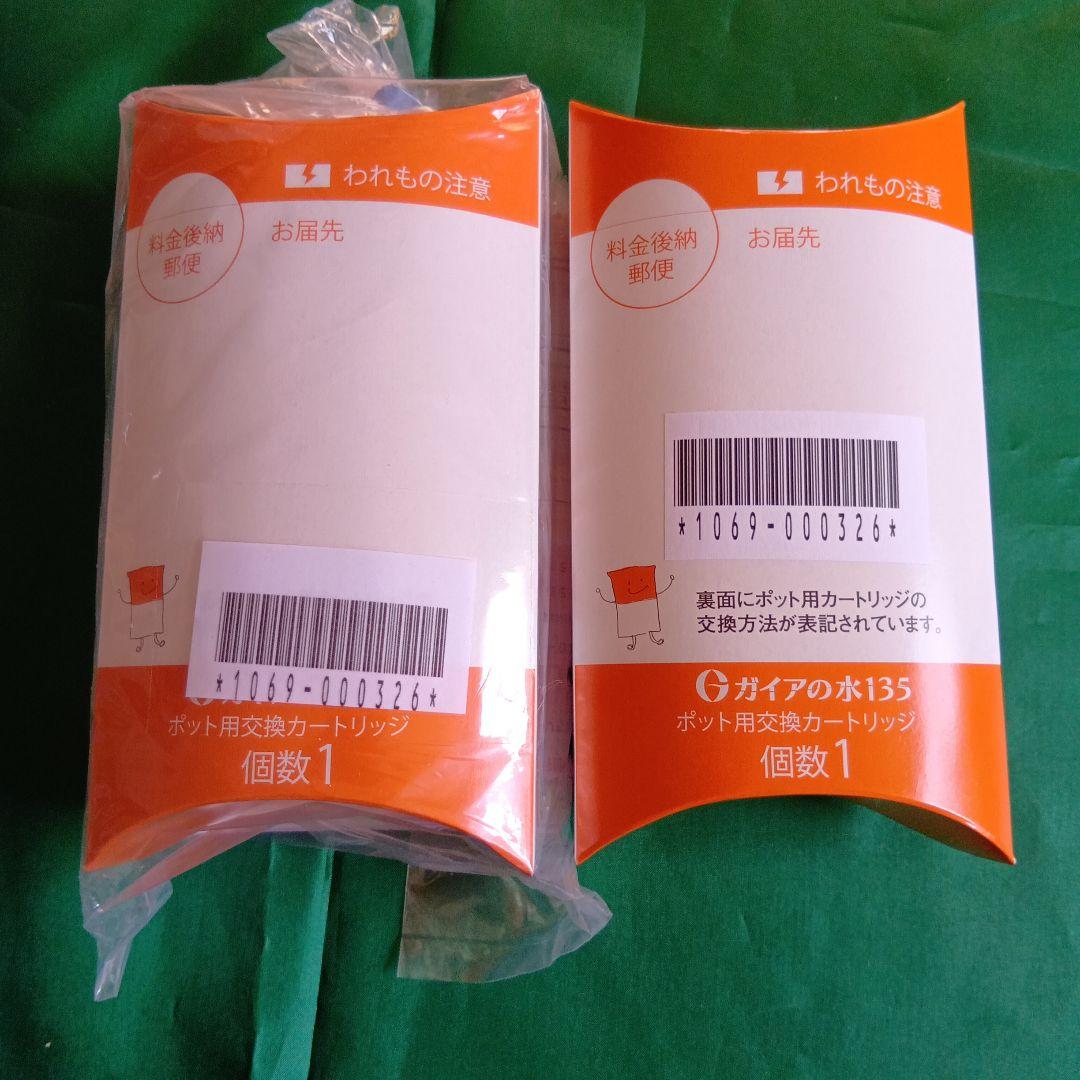 われもの注意
料金後納
郵便
お届先
*1069-000326*
ポット用交換カートリッジ
個数1
われもの注意
料金後納
郵便
お届先
*1069-000326*
裏面にポット用カートリッジの
交換方法が表記されています。
ガイアの水135
ポット用交換カートリッジ
個数1